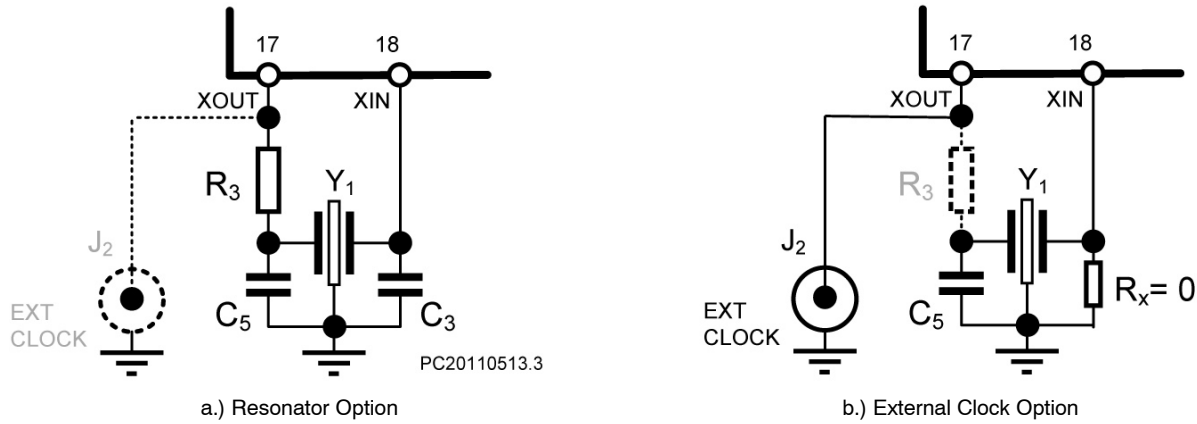 17
18
XOUT
XIN
R3
Y1
J2
EXT
CLOCK
C5
C3
PC20110513.3
a.) Resonator Option
17
18
XOUT
XIN
R3
Y1
J2
EXT
CLOCK
C5
Rx= 0
b.) External Clock Option